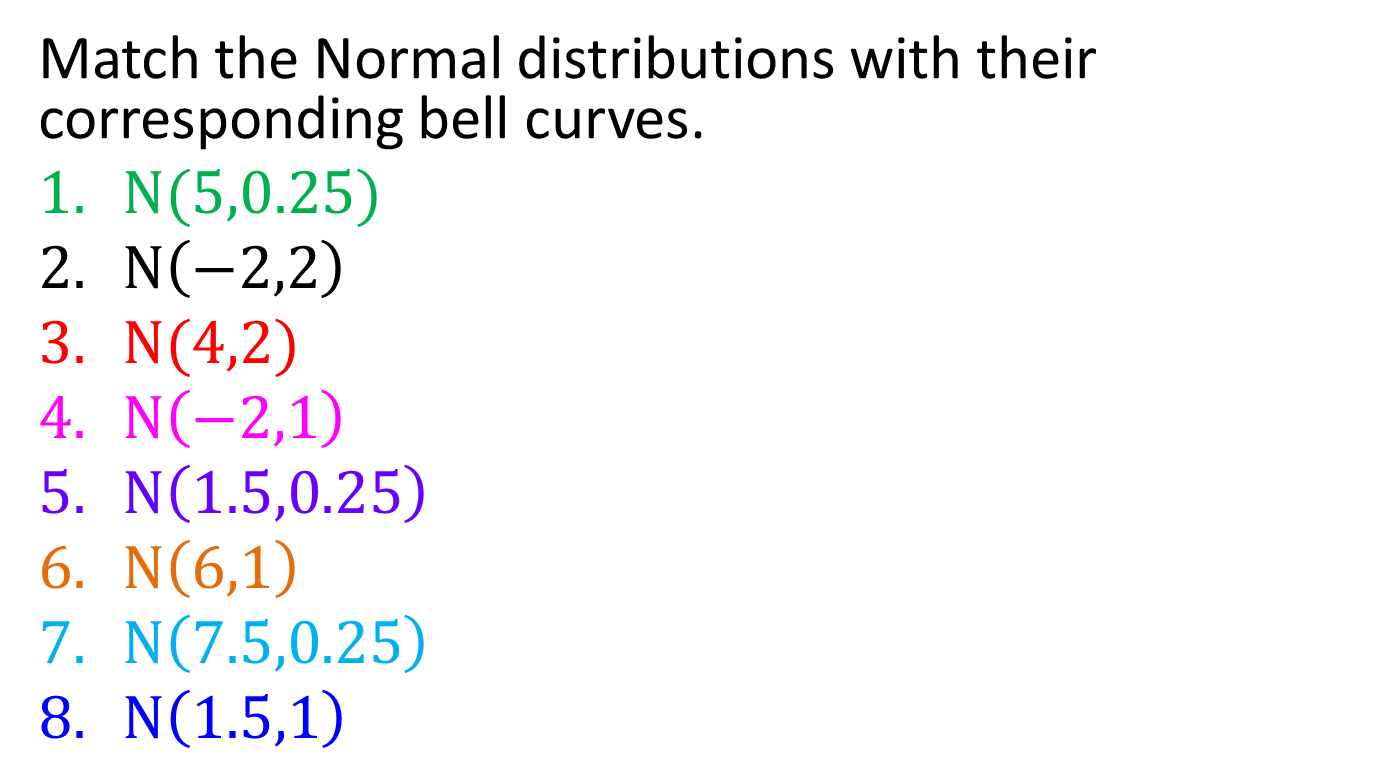 Match the Normal distributions with their
corresponding bell curves.
1. N(5,0.25)
2. N(−2,2)
3. N(4,2)
4. N(−2,1)
5. N(1.5,0.25)
6. N(6,1)
7. N(7.5,0.25)
8. N(1.5,1)